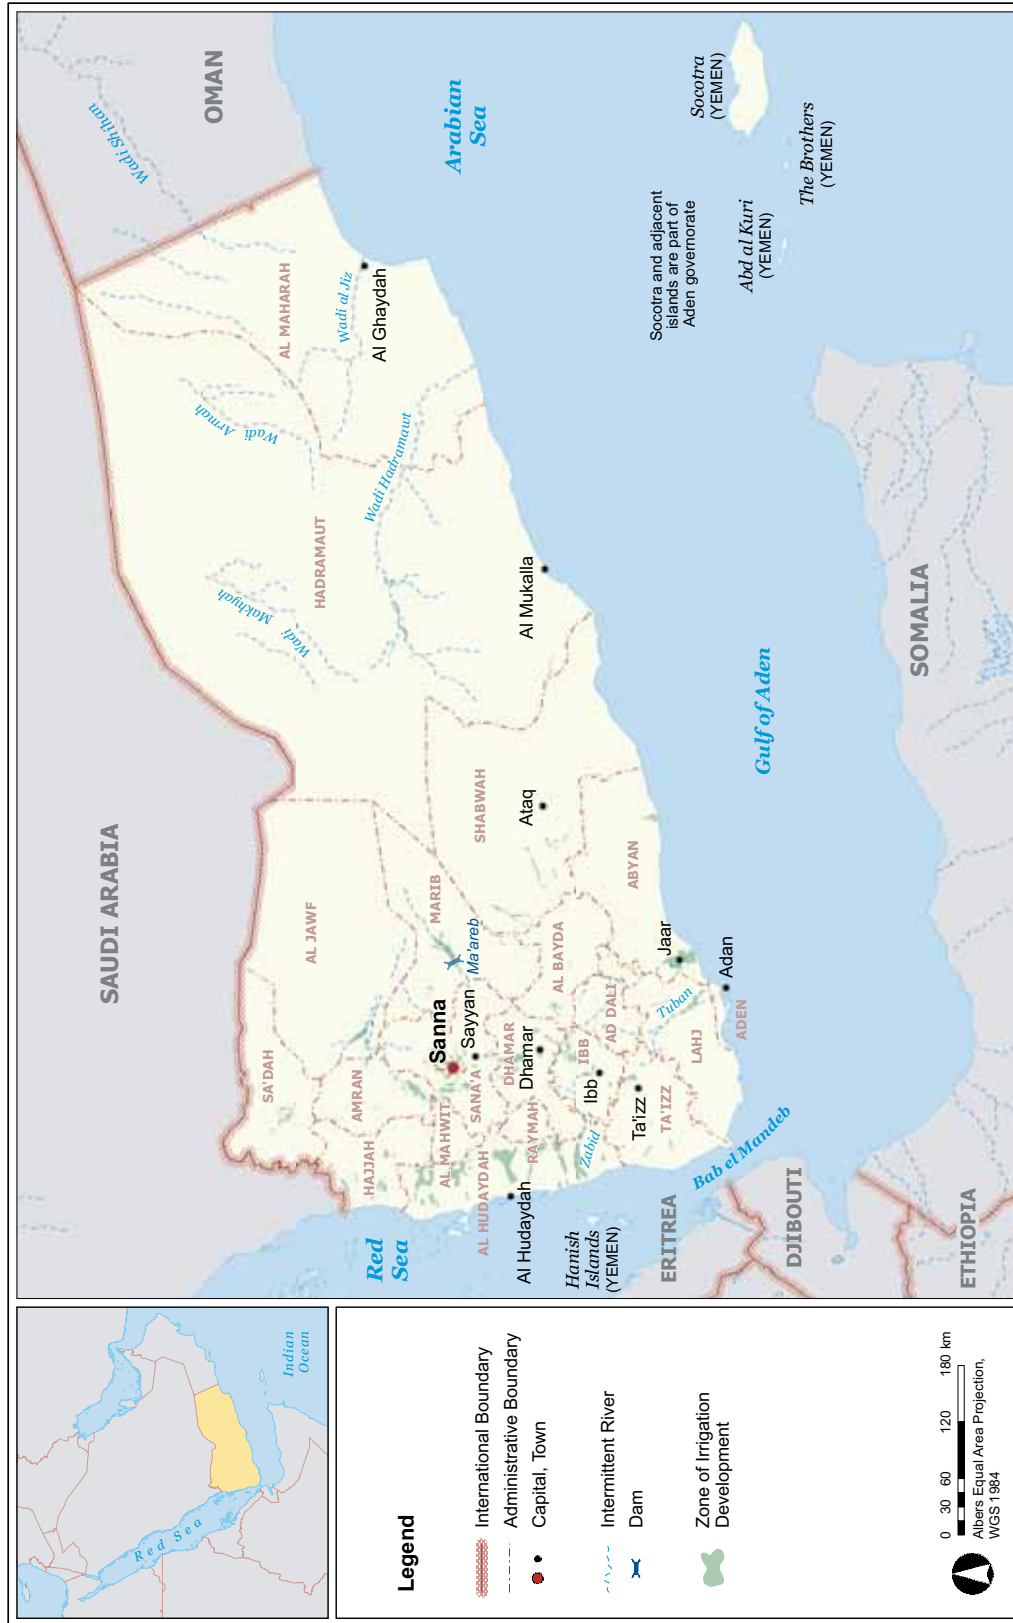 SAUDI ARABIA
OMAN
Wadi Shihan
Arabian
Sea
Socotra
(YEMEN)
The Brothers
(YEMEN)
Abd al Kuri
(YEMEN)
Socotra and adjacent
islands are part of
Aden governorate
AL MAHARAH
Wadi al Jiz
Al Ghaydah
Wadi Armah
Wadi Hadramawt
HADRAMAUT
Wadi Makhyah
Al Mukalla
SHABWAH
Ataq
Gulf of Aden
SOMALIA
AL JAWF
MARIB
Ma'areb
SA'DAH
AMRAN
HAJJAH
AL MAHWIT
Sanna
Sayyan
SANA'A
AL HUDAYDAH
Al Hudaydah
DHAMAR
Dhamar
RAYMAH
AL BAYDA
ABYAN
IBB
Ibb
AD DALI
Zabid
Ta'izz
TA'IZZ
Tuban
LAHJ
Jaar
Adan
ADEN
Red
Sea
Hanish
Islands
(YEMEN)
Bab el Mandeb
ERITREA
DJIBOUTI
ETHIOPIA
Red Sea
Indian
Ocean
Legend
International Boundary
Administrative Boundary
Capital, Town
Intermittent River
Dam
Zone of Irrigation
Development
0 30 60 120 180 km
Albers Equal Area Projection,
WGS 1984